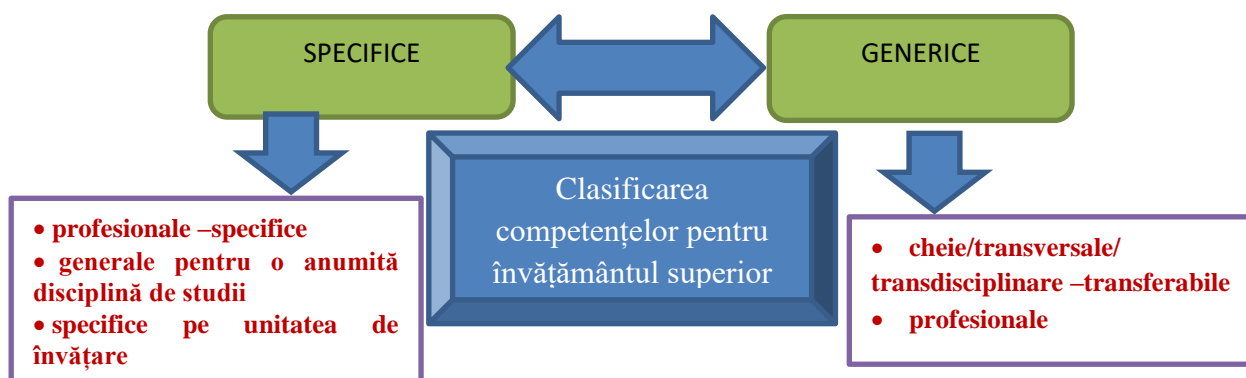 SPECIFICE
GENERICE
Clasificarea
competențelor pentru
învățământul superior
• profesionale –specifice
• generale pentru o anumită
disciplină de studii
• specifice pe unitatea de
învățare
• cheie/transversale/
transdisciplinare –transferabile
• profesionale